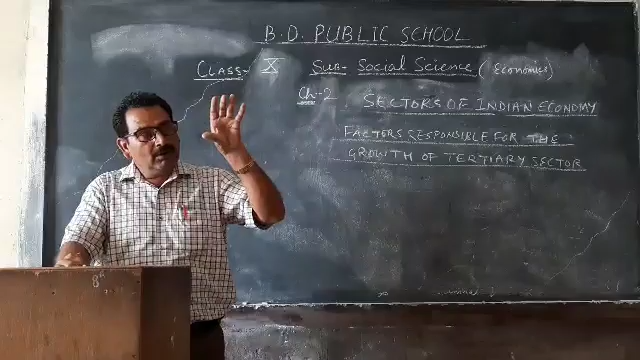 B.D. PUBLIC SCHOOL
CLASS- X SUB- Social Science (Economics)
Ch-2. SECTORS OF INDIAN ECONOMY
FACTORS RESPONSIBLE FOR THE
GROWTH OF TERTIARY SECTOR